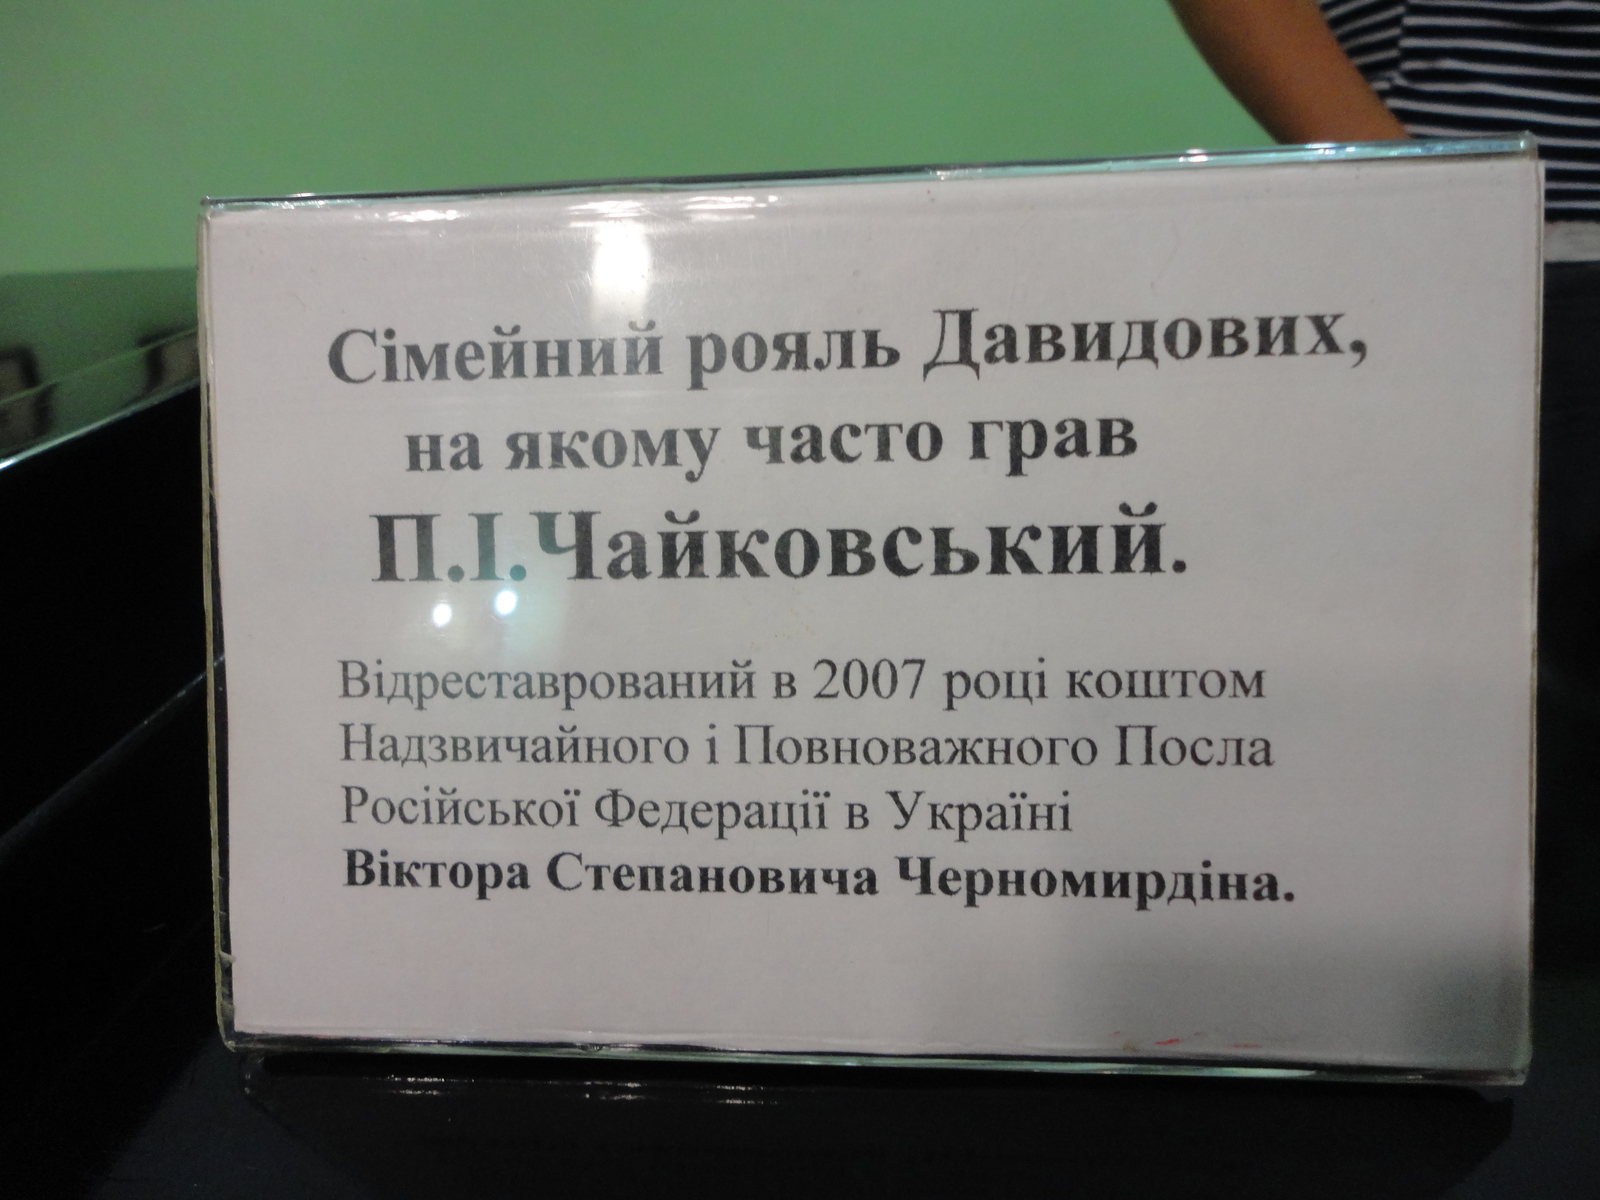 Сімейний рояль Давидових,
на якому часто грав
П.І.Чайковський.
Відреставрований в 2007 році коштом
Надзвичайного і Повноважного Посла
Російської Федерації в Україні
Віктора Степановича Черномирдіна.